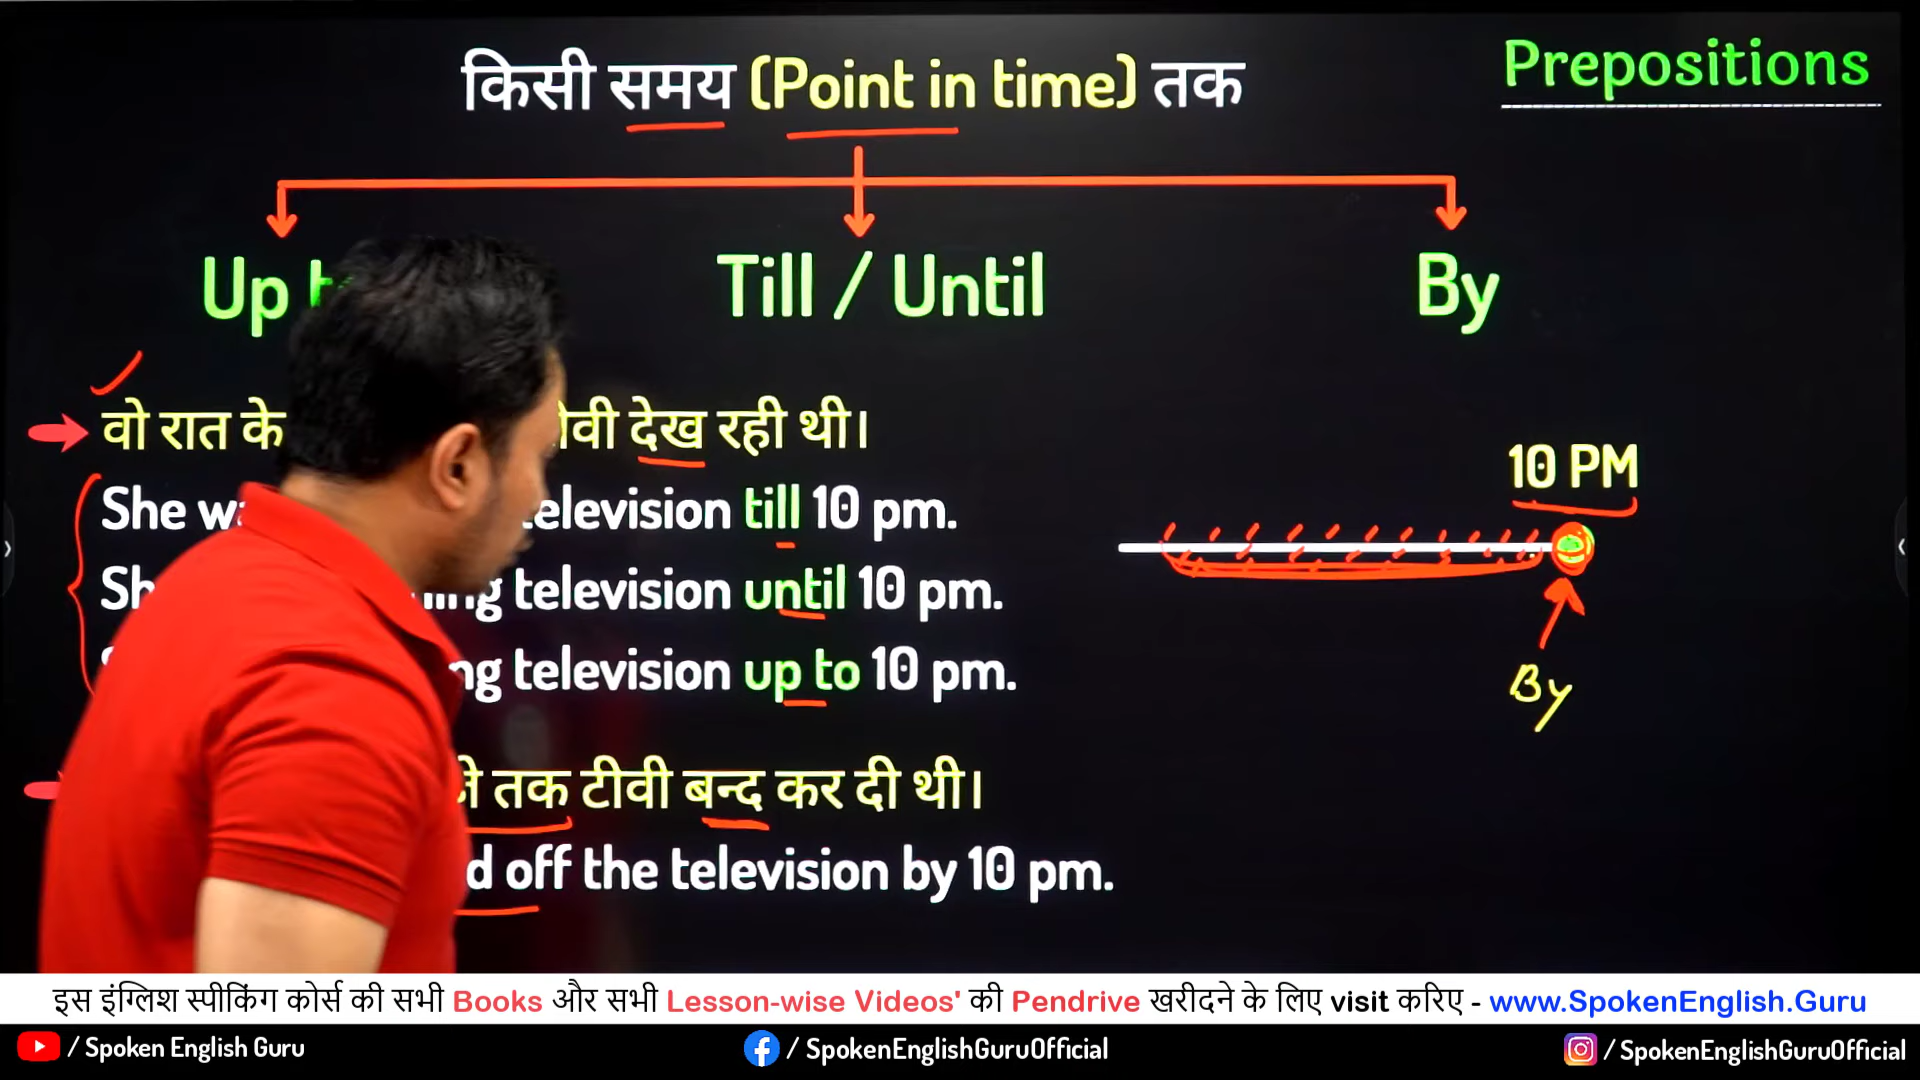 किसी समय (Point in time) तक
Prepositions
Up
Till / Until
By
वो रात के देख रही थी।
She television till 10 pm.
television until 10 pm.
television up to 10 pm.
10 PM
By
तक टीवी बन्द कर दी थी।
off the television by 10 pm.
इस इंग्लिश स्पीकिंग कोर्स की सभी Books और सभी Lesson-wise Videos' की Pendrive खरीदने के लिए visit करिए - www.SpokenEnglish.Guru
/ Spoken English Guru
/ SpokenEnglishGuruOfficial
/ SpokenEnglishGuruOfficial